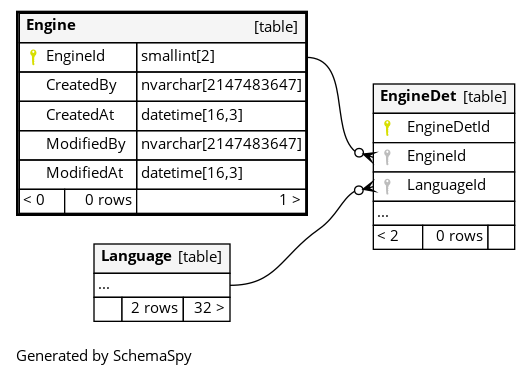 Engine [table]
EngineId smallint[2]
CreatedBy nvarchar[2147483647]
CreatedAt datetime[16,3]
ModifiedBy nvarchar[2147483647]
ModifiedAt datetime[16,3]
< 0 0 rows 1 >
EngineDet [table]
EngineDetId
EngineId
LanguageId
...
< 2 0 rows
Language [table]
...
2 rows 32 >
Generated by SchemaSpy